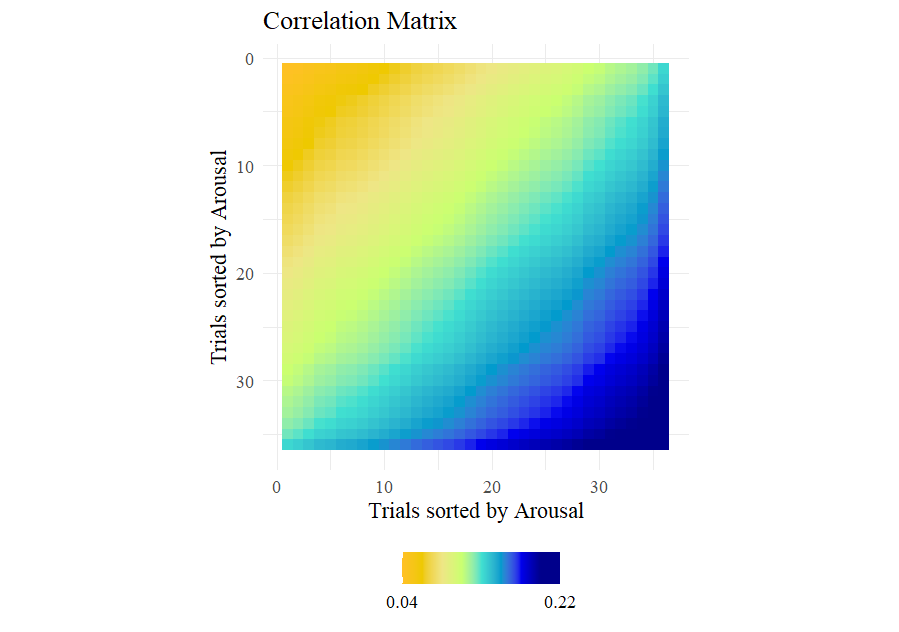 Correlation Matrix
0
10
20
30
Trials sorted by Arousal
0 10 20 30
Trials sorted by Arousal
0.04 0.22